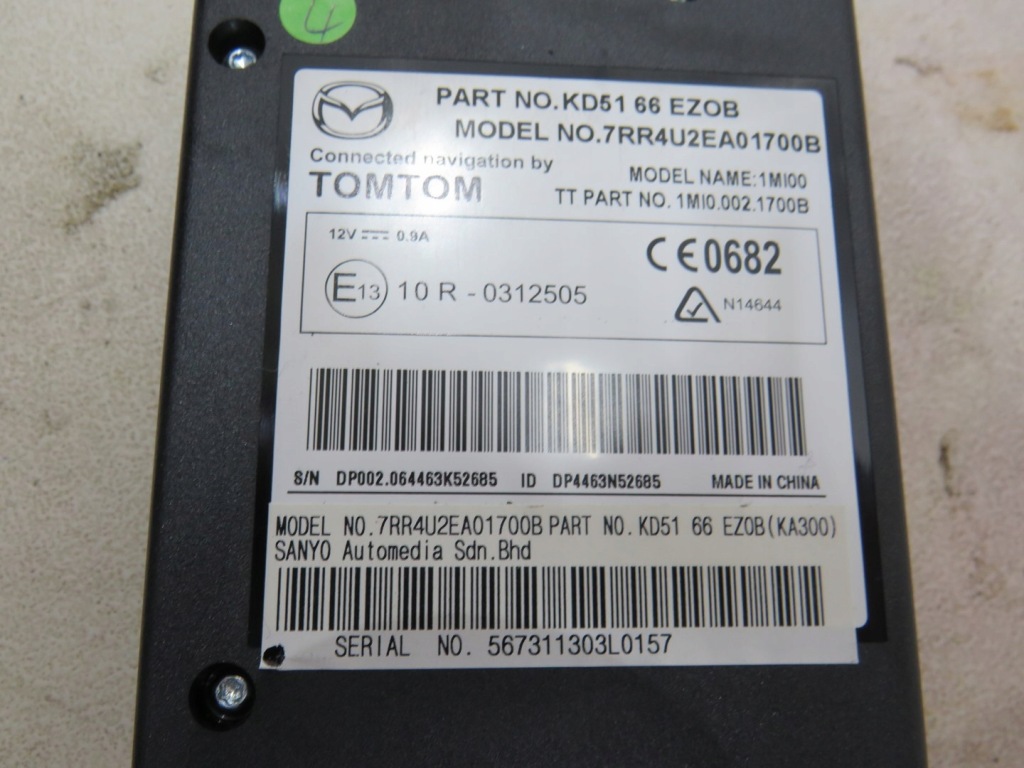 4
PART NO.KD51 66 EZ0B
MODEL NO.7RR4U2EA01700B
Connected navigation by
TOMTOM
MODEL NAME:1MI00
TT PART NO. 1MI0.002.1700B
12V 0.9A
CE0682
E13 10 R - 0312505
N14644
S/N DP002.064463K52685 ID DP4463N52685 MADE IN CHINA
MODEL NO.7RR4U2EA01700B PART NO. KD51 66 EZ0B(KA300)
SANYO Automedia Sdn.Bhd
SERIAL NO. 567311303L0157